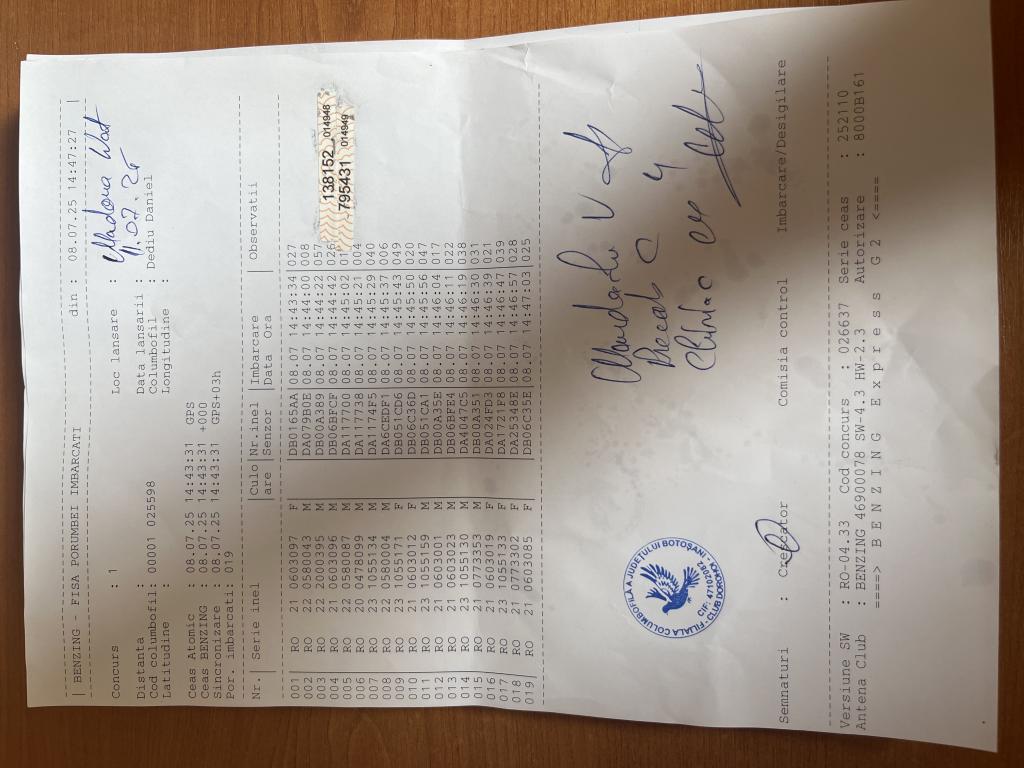 | BENZING - FISA PORUMBEI IMBARCATI din : 08.07.25 14:47:27 |
Concurs : 1 Loc lansare :
Distanta : Data lansarii : 11.07.25
Cod columbofil: 00001 025598 Columbofil : Dediu Daniel
Latitudine : Longitudine :
Ceas Atomic : 08.07.25 14:43:31 GPS
Ceas BENZING : 08.07.25 14:43:31 +000
Sincronizare : 08.07.25 14:43:31 GPS+03h
Por. imbarcati: 019
Nr. | Serie inel |Culo|Nr.inel |Imbarcare | Observatii
|are |Senzor |Data Ora |
001 | RO 21 0603097 F |DB0165AA|08.07 14:43:34| 027
002 | RO 22 0580043 M |DA079B0E|08.07 14:44:00| 008
003 | RO 22 2000395 M |DB00A389|08.07 14:44:22| 057
004 | RO 21 0603096 M |DB06BFCF|08.07 14:44:42| 026
005 | RO 22 0580087 M |DA117700|08.07 14:45:02|
006 | RO 20 0478099 M |DA117738|08.07 14:45:21| 004
007 | RO 23 1055134 M |DA1174F5|08.07 14:45:29| 040
008 | RO 22 0580004 M |DA6CEDF1|08.07 14:45:37| 006
009 | RO 23 1055171 F |DB051CD6|08.07 14:45:43| 049
010 | RO 21 0603012 F |DB06C36D|08.07 14:45:50| 020
011 | RO 23 1055159 M |DB051CA1|08.07 14:45:56| 047
012 | RO 21 0603001 M |DB00A35E|08.07 14:46:04| 017
013 | RO 21 0603023 M |DB06BFE4|08.07 14:46:11| 022
014 | RO 23 1055130 M |DA4047C5|08.07 14:46:19| 038
015 | RO 21 0773353 M |DB00A351|08.07 14:46:30| 031
016 | RO 21 0603019 F |DA024FD3|08.07 14:46:39| 021
017 | RO 23 1055133 F |DA1721F8|08.07 14:46:47| 039
018 | RO 21 0773302 F |DA25348E|08.07 14:46:57| 028
019 | RO 21 0603085 F |DB06C35E|08.07 14:47:03| 025
138152 014948
795431 014949
FILIALA COLUMBOFILĂ A JUDEŢULUI BOTOŞANI
CLUB DOROHOI
CIF: 47102082
Semnaturi : Crescator Comisia control Imbarcare/Desigilare
Versiune SW : RO-04.33 Cod concurs : 026637 Serie ceas : 252110
Antena Club : BENZING 46900078 SW-4.3 HW-2.3 Autorizare : 8000B161
====> B E N Z I N G E x p r e s s G 2 <====